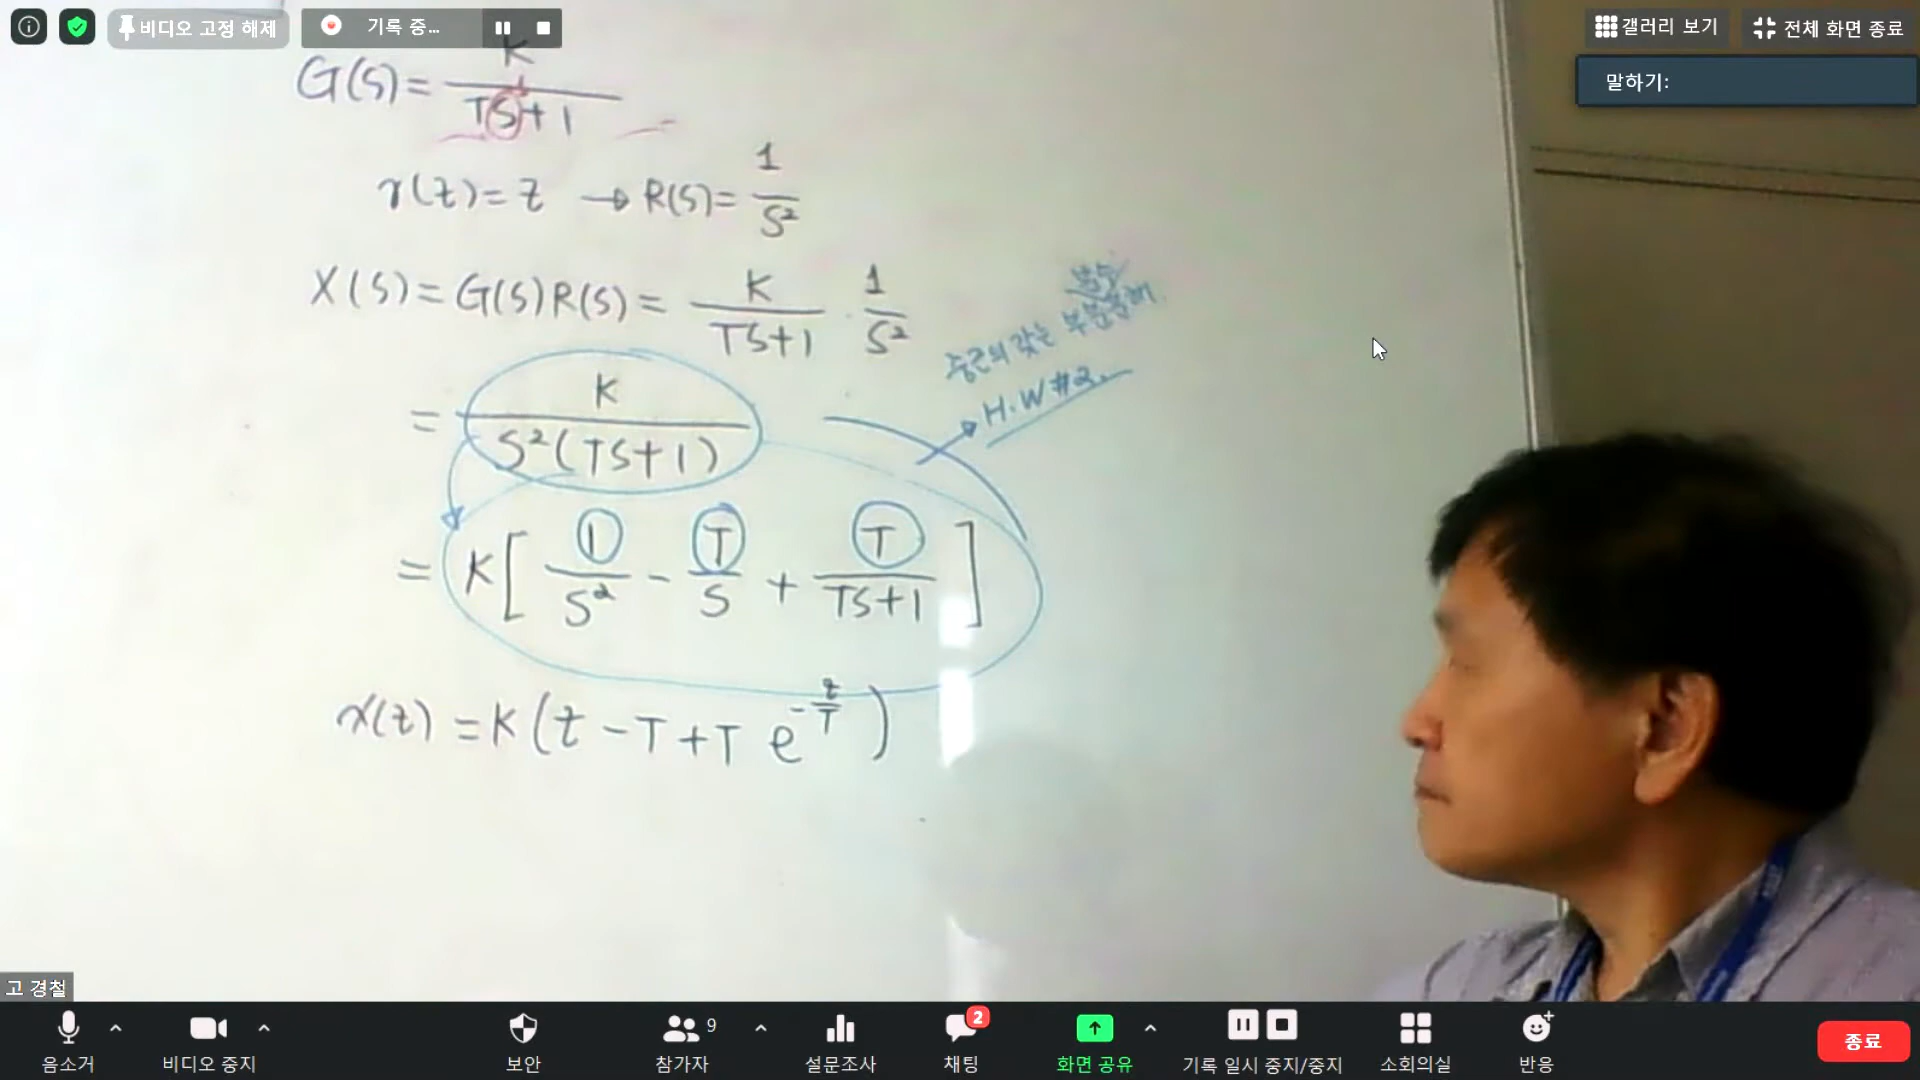 비디오 고정 해제
기록 중...
갤러리 보기
전체 화면 종료
말하기:
G(S)= K / TS+1
r(t)=t → R(S)= 1 / S²
X(S)=G(S)R(S)= K / TS+1 · 1 / S²
= K / S²(TS+1)
중근의 갖는 부분분해
H.W#2.
= K[ 1 / S² - T / S + T / TS+1 ]
x(t) = K(t-T+T e^-t/T)
고 경철
음소거
비디오 중지
보안
9
참가자
설문조사
2
채팅
화면 공유
기록 일시 중지/중지
소회의실
반응
종료